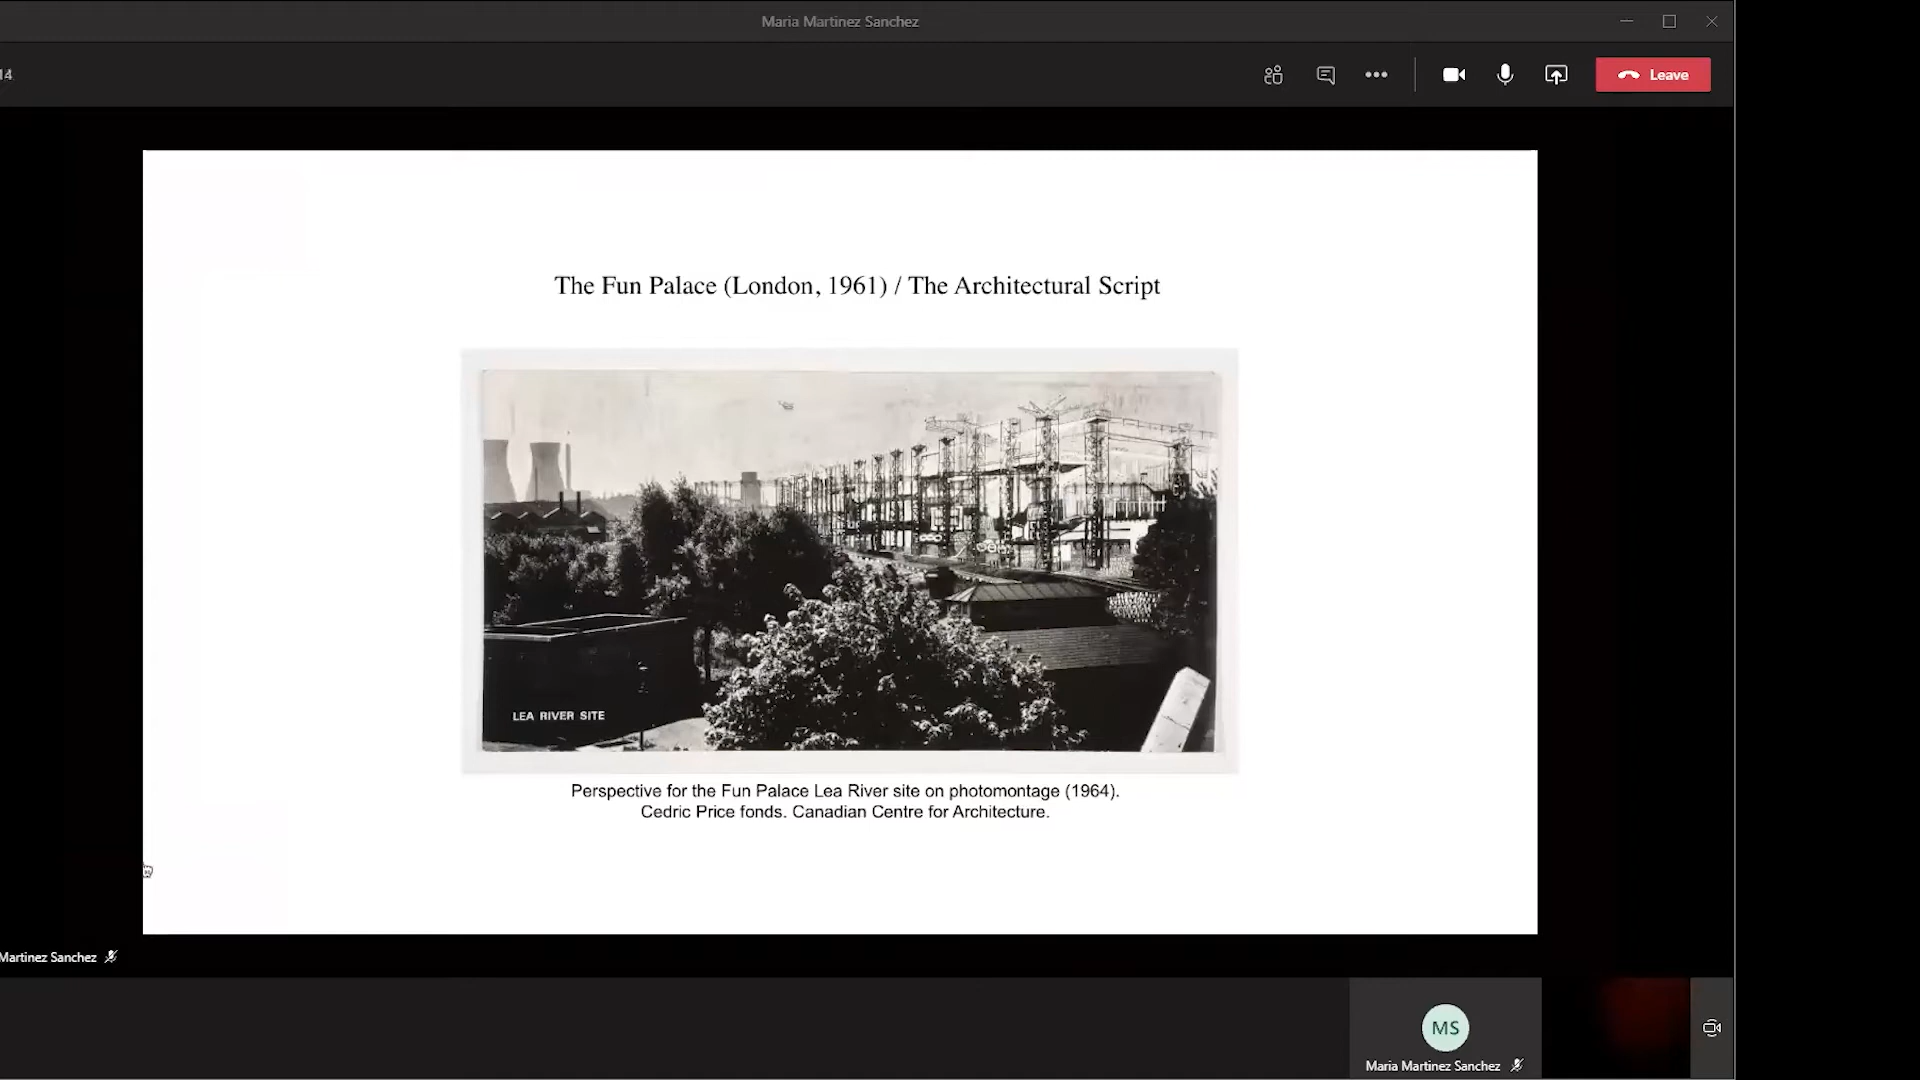 Maria Martinez Sanchez
14
Leave
The Fun Palace (London, 1961) / The Architectural Script
LEA RIVER SITE
Perspective for the Fun Palace Lea River site on photomontage (1964).
Cedric Price fonds. Canadian Centre for Architecture.
Martinez Sanchez
MS
Maria Martinez Sanchez